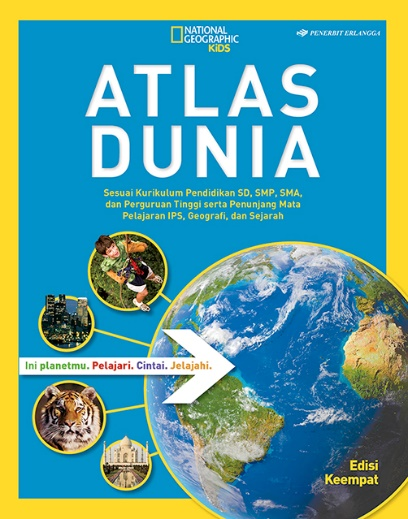 NATIONAL
GEOGRAPHIC
KiDS
PENERBIT ERLANGGA
ATLAS
DUNIA
Sesuai Kurikulum Pendidikan SD, SMP, SMA,
dan Perguruan Tinggi serta Penunjang Mata
Pelajaran IPS, Geografi, dan Sejarah
Ini planetmu. Pelajari. Cintai. Jelajahi.
Edisi
Keempat